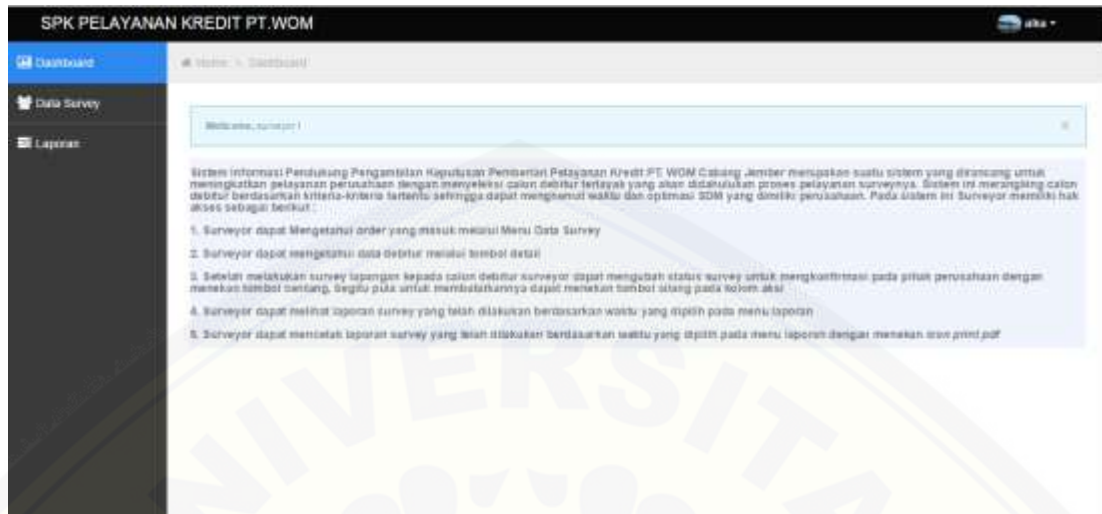 SPK PELAYANAN KREDIT PT.WOM
alka
Dashboard
Home > Dashboard
Data Survey
Welcome, surveyor !
x
Laporan
Sistem Informasi Pendukung Pengambilan Keputusan Pemberian Pelayanan Kredit PT. WOM Cabang Jember merupakan suatu sistem yang dirancang untuk
meningkatkan pelayanan perusahaan dengan menyeleksi calon debitur terlayak yang akan didahulukan proses pelayanan surveynya. Sistem ini merangking calon
debitur berdasarkan kriteria-kriteria tertentu sehingga dapat menghemat waktu dan optimasi SDM yang dimiliki perusahaan. Pada sistem ini Surveyor memiliki hak
akses sebagai berikut :
1. Surveyor dapat Mengetahui order yang masuk melalui Menu Data Survey
2. Surveyor dapat mengetahui data debitur melalui tombol detail
3. Setelah melakukan survey lapangan kepada calon debitur surveyor dapat mengubah status survey untuk mengkonfirmasi pada pihak perusahaan dengan
menekan tombol centang, begitu pula untuk membatalkannya dapat menekan tombol silang pada kolom aksi
4. Surveyor dapat melihat laporan survey yang telah dilakukan berdasarkan waktu yang dipilih pada menu laporan
5. Surveyor dapat mencetak laporan survey yang telah dilakukan berdasarkan waktu yang dipilih pada menu laporan dengan menekan icon print pdf
NIVERSITA